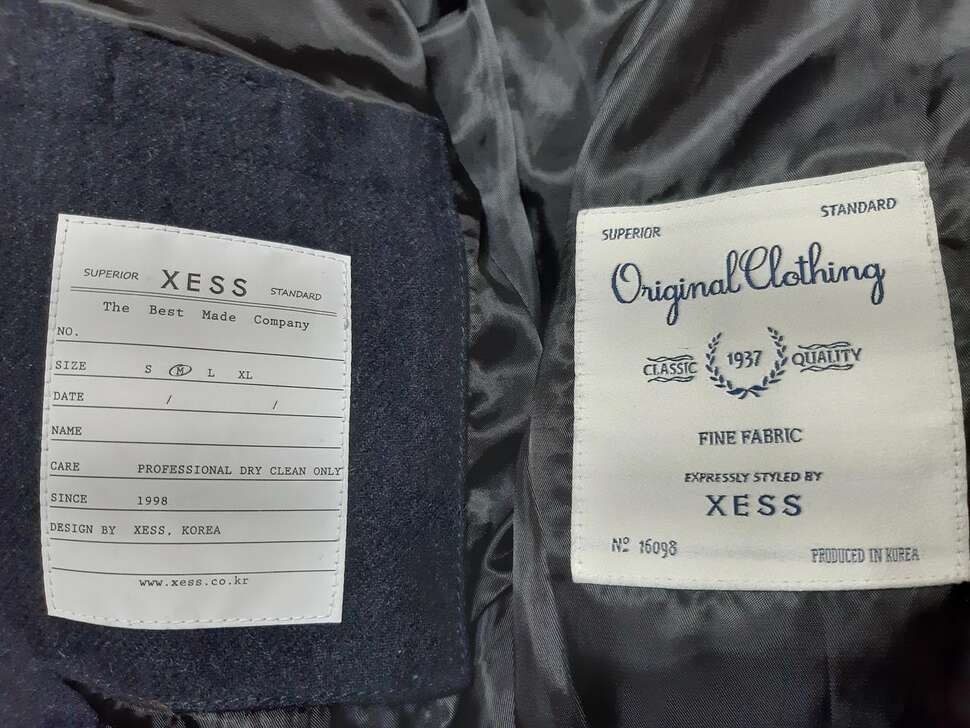 SUPERIOR XESS STANDARD
The Best Made Company
NO.
SIZE S M L XL
DATE / /
NAME
CARE PROFESSIONAL DRY CLEAN ONLY
SINCE 1998
DESIGN BY XESS, KOREA
www.xess.co.kr
SUPERIOR STANDARD
Original Clothing
CLASSIC 1937 QUALITY
FINE FABRIC
EXPRESSLY STYLED BY
XESS
Nº 16098 PRODUCED IN KOREA